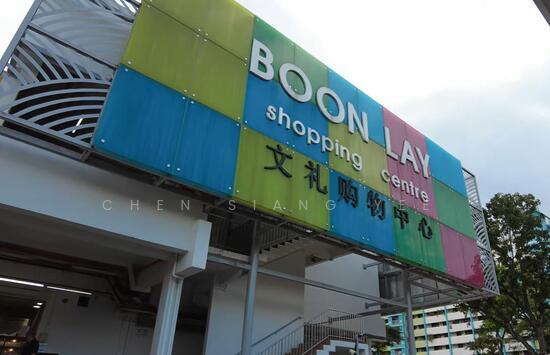 BOON LAY
shopping centre
文礼购物中心
CHEN SIANG